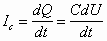 I_c = dQ/dt = CdU/dt